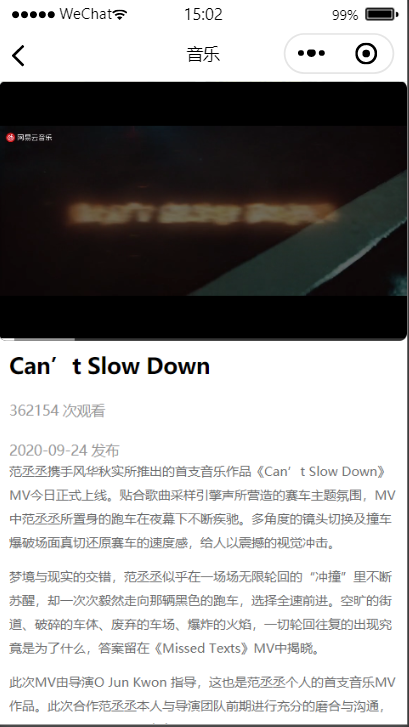 WeChat
15:02
99%
音乐
网易云音乐
Can't Slow Down
362154 次观看
2020-09-24 发布
范丞丞携手风华秋实所推出的首支音乐作品《Can't Slow Down》
MV今日正式上线。贴合歌曲采样引擎声所营造的赛车主题氛围，MV
中范丞丞所置身的跑车在夜幕下不断疾驰。多角度的镜头切换及撞车
爆破场面真切还原赛车的速度感，给人以震撼的视觉冲击。
梦境与现实的交错，范丞丞似乎在一场场无限轮回的“冲撞”里不断
苏醒，却一次次毅然走向那辆黑色的跑车，选择全速前进。空旷的街
道、破碎的车体、废弃的车场、爆炸的火焰，一切轮回往复的出现究
竟是为了什么，答案留在《Missed Texts》MV中揭晓。
此次MV由导演O Jun Kwon 指导，这也是范丞丞个人的首支音乐MV
作品。此次合作范丞丞本人与导演团队前期进行充分的磨合与沟通，